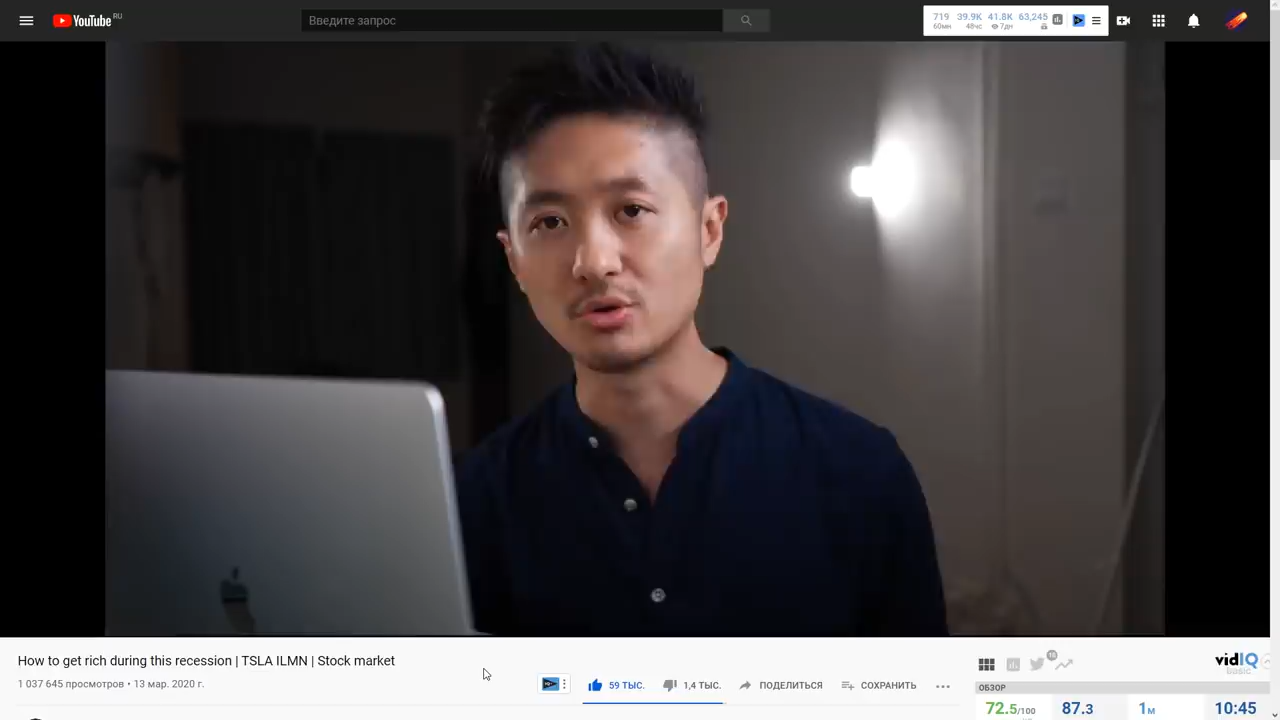 YouTube RU
Введите запрос
719 39.9K 41.8K 63,245
60мн 48чс 7дн
How to get rich during this recession | TSLA ILMN | Stock market
1 037 645 просмотров • 13 мар. 2020 г.
59 ТЫС.
1,4 ТЫС.
ПОДЕЛИТЬСЯ
СОХРАНИТЬ
vidIQ
basic
ОБЗОР
72.5/100
87.3
1м
10:45